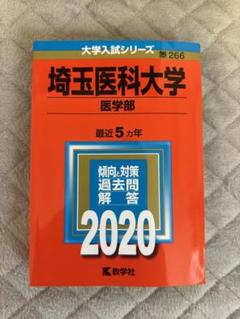 大学入試シリーズ
266
埼玉医科大学
医学部
最近5カ年
傾向と対策
過去問
解答
2020
教学社